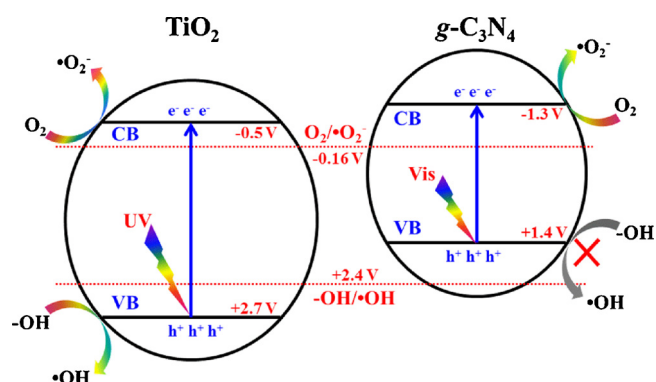 TiO₂
g-C₃N₄
•O₂⁻
O₂
e⁻ e⁻ e⁻
CB
-0.5 V
O₂/•O₂⁻
-0.16 V
UV
VB
+2.7 V
h⁺ h⁺ h⁺
-OH
•OH
+2.4 V
-OH/•OH
•O₂⁻
O₂
e⁻ e⁻ e⁻
CB
-1.3 V
Vis
VB
+1.4 V
h⁺ h⁺ h⁺
-OH
•OH